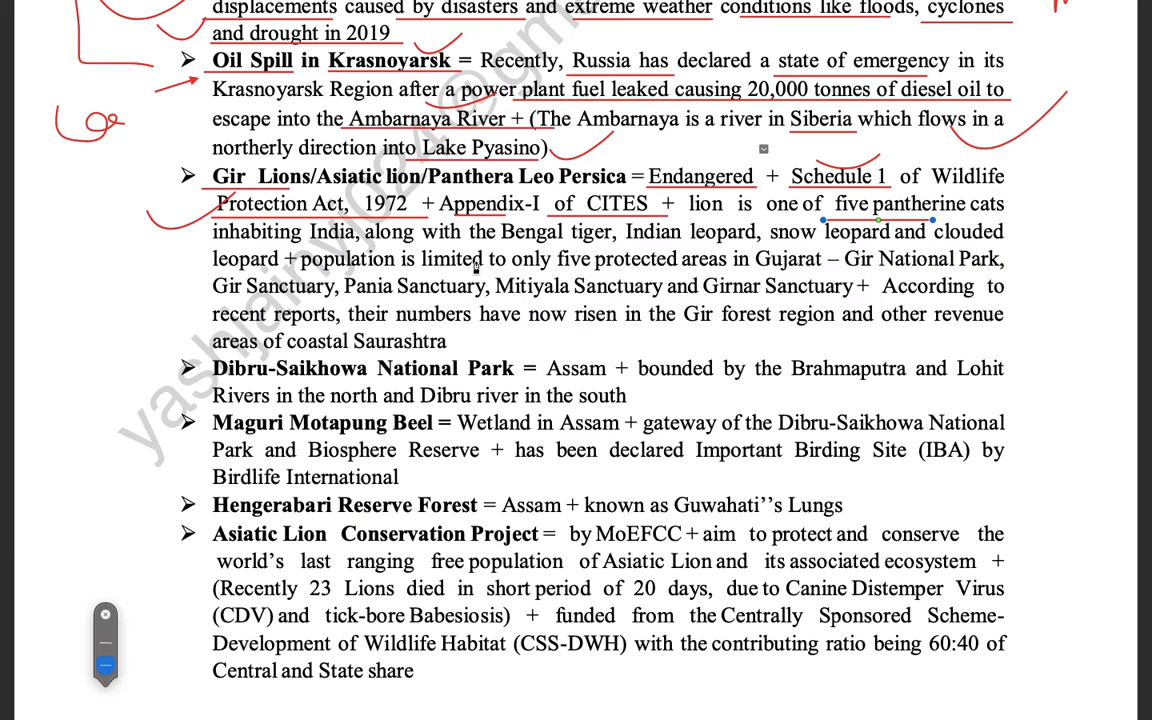 displacements caused by disasters and extreme weather conditions like floods, cyclones
and drought in 2019
➢ Oil Spill in Krasnoyarsk = Recently, Russia has declared a state of emergency in its
Krasnoyarsk Region after a power plant fuel leaked causing 20,000 tonnes of diesel oil to
escape into the Ambarnaya River + (The Ambarnaya is a river in Siberia which flows in a
northerly direction into Lake Pyasino)
➢ Gir Lions/Asiatic lion/Panthera Leo Persica = Endangered + Schedule 1 of Wildlife
Protection Act, 1972 + Appendix-I of CITES + lion is one of five pantherine cats
inhabiting India, along with the Bengal tiger, Indian leopard, snow leopard and clouded
leopard + population is limited to only five protected areas in Gujarat – Gir National Park,
Gir Sanctuary, Pania Sanctuary, Mitiyala Sanctuary and Girnar Sanctuary + According to
recent reports, their numbers have now risen in the Gir forest region and other revenue
areas of coastal Saurashtra
➢ Dibru-Saikhowa National Park = Assam + bounded by the Brahmaputra and Lohit
Rivers in the north and Dibru river in the south
➢ Maguri Motapung Beel = Wetland in Assam + gateway of the Dibru-Saikhowa National
Park and Biosphere Reserve + has been declared Important Birding Site (IBA) by
Birdlife International
➢ Hengerabari Reserve Forest = Assam + known as Guwahati’’s Lungs
➢ Asiatic Lion Conservation Project = by MoEFCC + aim to protect and conserve the
world’s last ranging free population of Asiatic Lion and its associated ecosystem +
(Recently 23 Lions died in short period of 20 days, due to Canine Distemper Virus
(CDV) and tick-bore Babesiosis) + funded from the Centrally Sponsored Scheme-
Development of Wildlife Habitat (CSS-DWH) with the contributing ratio being 60:40 of
Central and State share
yashjainyj024@gm